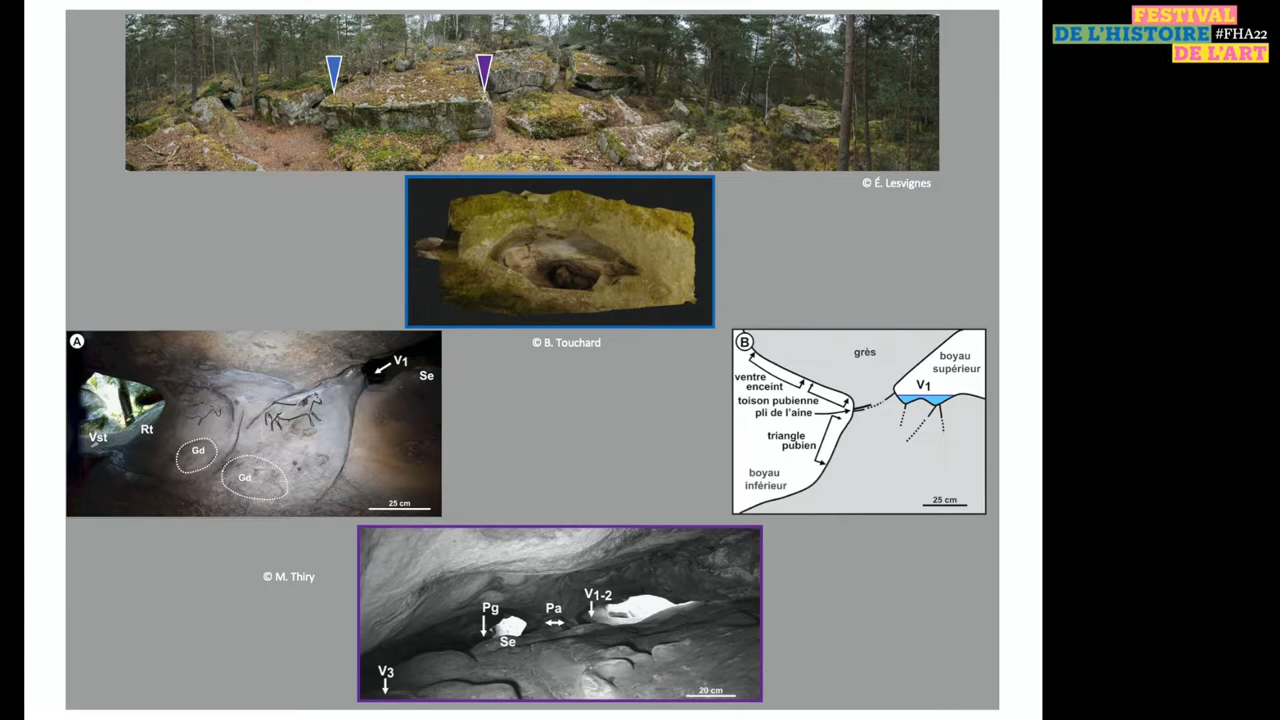 FESTIVAL
DE L'HISTOIRE #FHA22
DE L'ART
© É. Lesvignes
© B. Touchard
A
V1
Se
Vst
Rt
Gd
Gd
25 cm
B
grès
boyau
supérieur
V1
ventre
enceint
toison pubienne
pli de l'aine
triangle
pubien
boyau
inférieur
25 cm
© M. Thiry
Pg
Pa
V1-2
Se
V3
20 cm